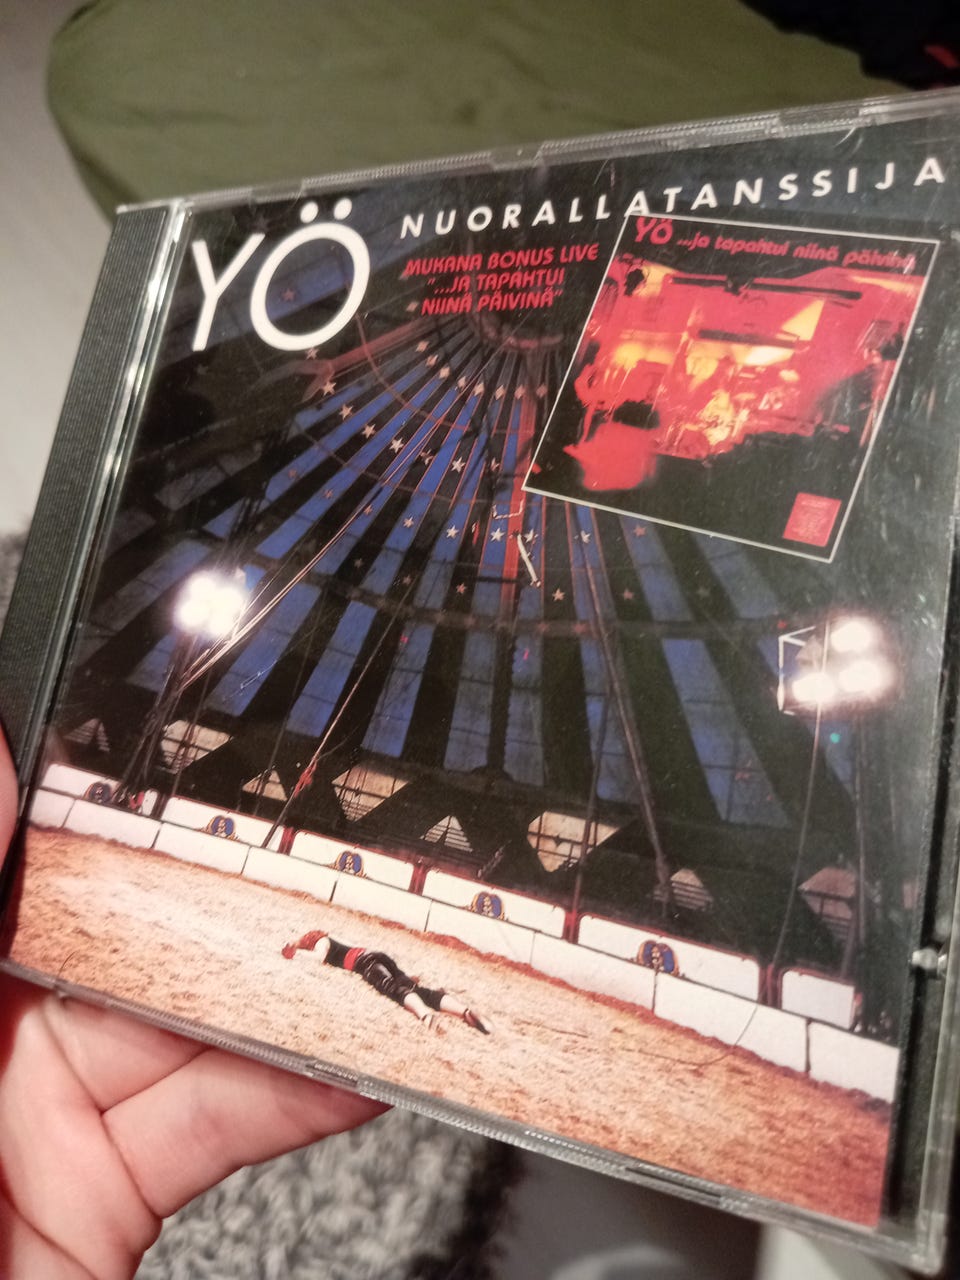 YÖ
NUORALLATANSSIJA
MUKANA BONUS LIVE
"...JA TAPAHTUI
NIINÄ PÄIVINÄ"
YÖ ...ja tapahtui niinä päivinä